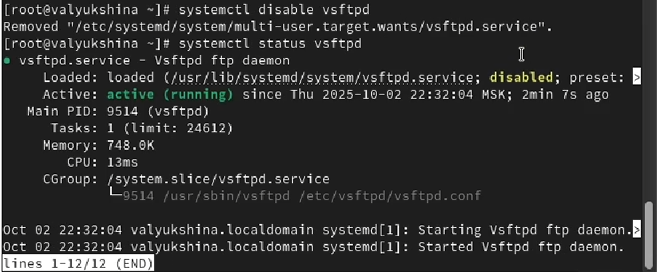 [root@valyukshina ~]# systemctl disable vsftpd
Removed "/etc/systemd/system/multi-user.target.wants/vsftpd.service".
[root@valyukshina ~]# systemctl status vsftpd
● vsftpd.service - Vsftpd ftp daemon
     Loaded: loaded (/usr/lib/systemd/system/vsftpd.service; disabled; preset: >
     Active: active (running) since Thu 2025-10-02 22:32:04 MSK; 2min 7s ago
   Main PID: 9514 (vsftpd)
      Tasks: 1 (limit: 24612)
     Memory: 748.0K
        CPU: 13ms
     CGroup: /system.slice/vsftpd.service
             └─9514 /usr/sbin/vsftpd /etc/vsftpd/vsftpd.conf
Oct 02 22:32:04 valyukshina.localdomain systemd[1]: Starting Vsftpd ftp daemon.>
Oct 02 22:32:04 valyukshina.localdomain systemd[1]: Started Vsftpd ftp daemon.
lines 1-12/12 (END)